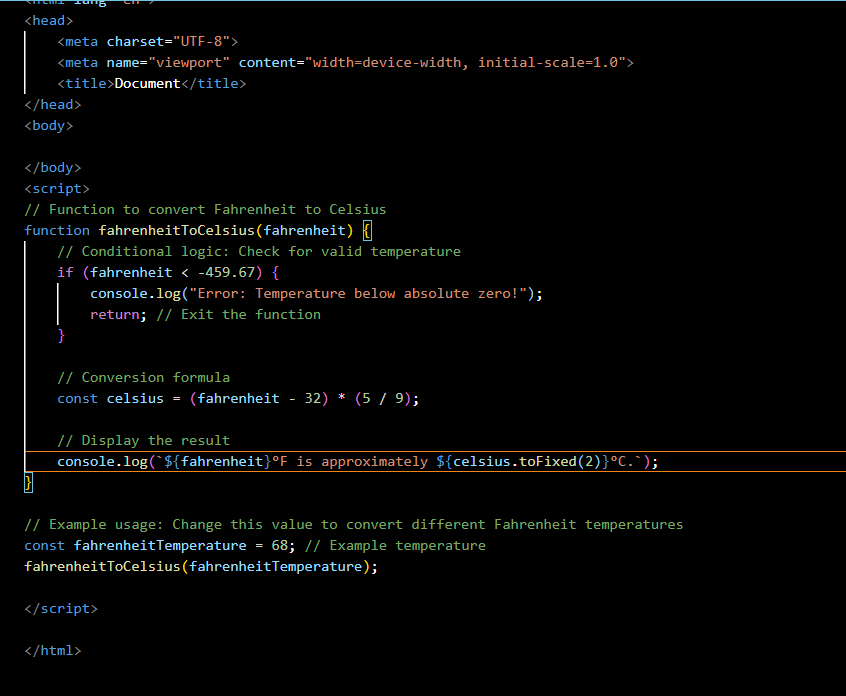 <html lang="en">
<head>
    <meta charset="UTF-8">
    <meta name="viewport" content="width=device-width, initial-scale=1.0">
    <title>Document</title>
</head>
<body>

</body>
<script>
// Function to convert Fahrenheit to Celsius
function fahrenheitToCelsius(fahrenheit) {
    // Conditional logic: Check for valid temperature
    if (fahrenheit < -459.67) {
        console.log("Error: Temperature below absolute zero!");
        return; // Exit the function
    }

    // Conversion formula
    const celsius = (fahrenheit - 32) * (5 / 9);

    // Display the result
    console.log(`${fahrenheit}°F is approximately ${celsius.toFixed(2)}°C.`);
}

// Example usage: Change this value to convert different Fahrenheit temperatures
const fahrenheitTemperature = 68; // Example temperature
fahrenheitToCelsius(fahrenheitTemperature);

</script>

</html>